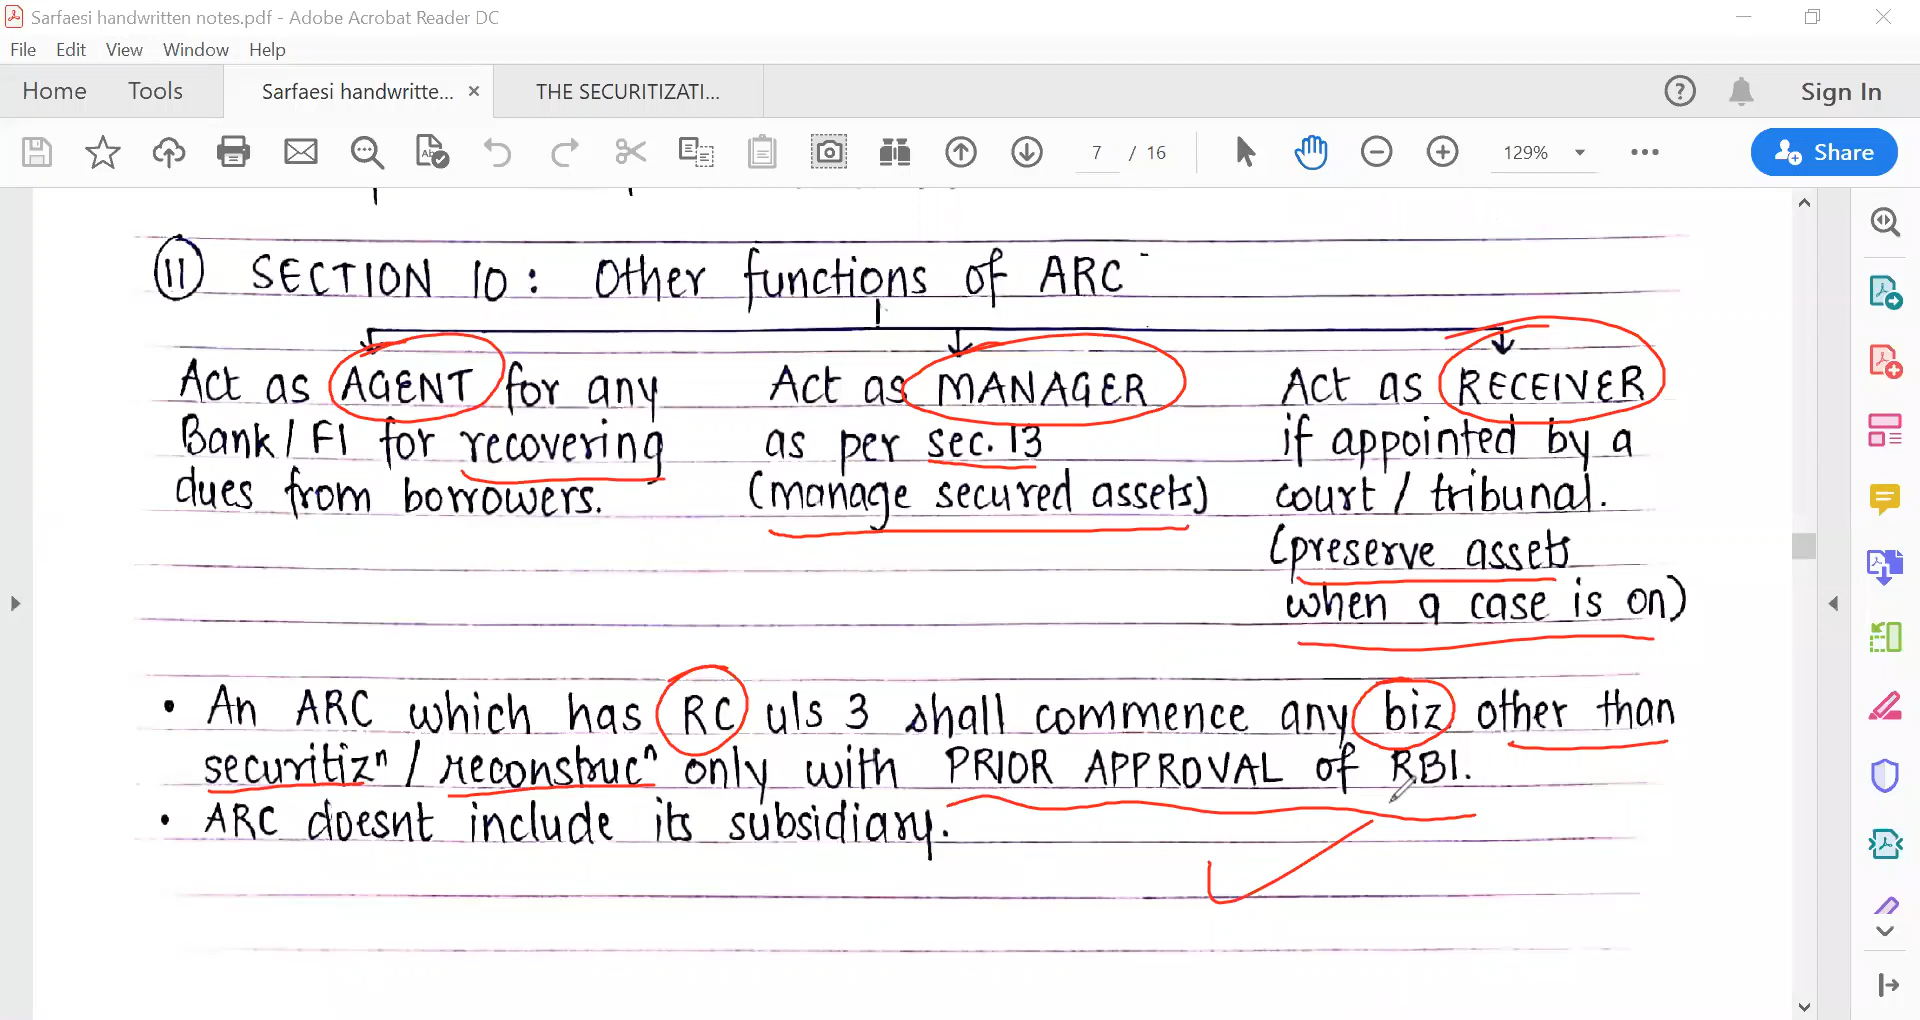 Sarfaesi handwritten notes.pdf - Adobe Acrobat Reader DC
File Edit View Window Help
Home Tools Sarfaesi handwritte... × THE SECURITIZATI... Sign In
7 / 16 129% Share
11 SECTION 10 : Other functions of ARC
Act as AGENT for any
Bank / FI for recovering
dues from borrowers.
Act as MANAGER
as per sec. 13
(manage secured assets)
Act as RECEIVER
if appointed by a
court / tribunal.
(preserve assets
when a case is on)
• An ARC which has RC u/s 3 shall commence any biz other than
securitizⁿ / reconstrucⁿ only with PRIOR APPROVAL of RBI.
• ARC doesnt include its subsidiary.